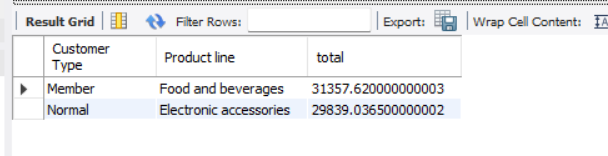 Result Grid Filter Rows: Export: Wrap Cell Content: IA
Customer Type Product line total
Member Food and beverages 31357.620000000003
Normal Electronic accessories 29839.036500000002